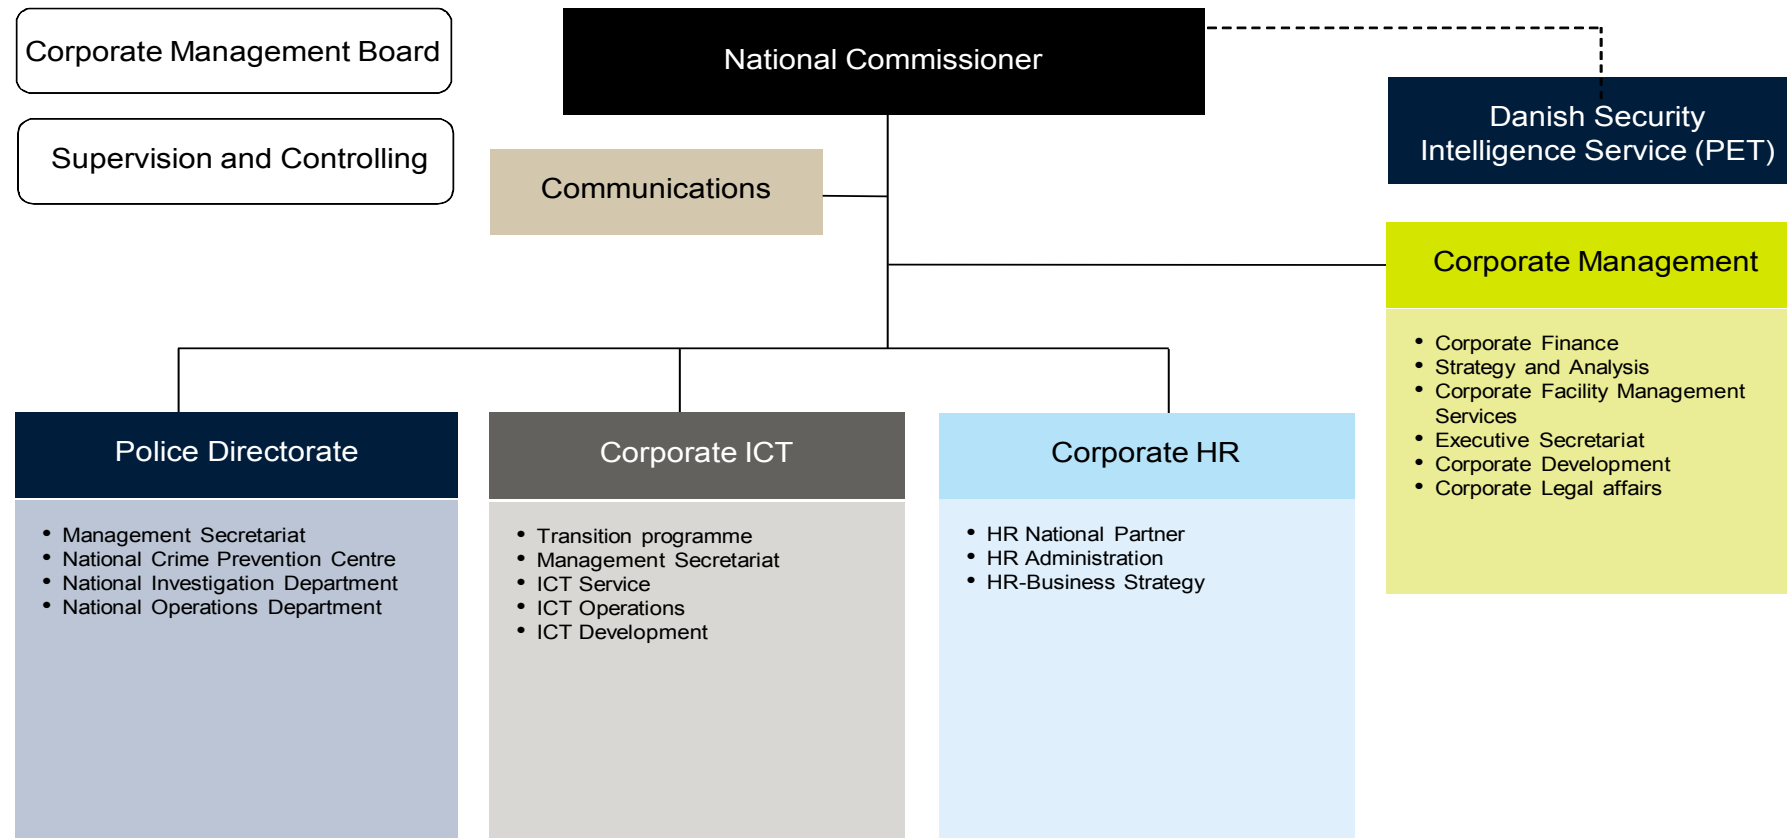 Corporate Management Board
Supervision and Controlling
National Commissioner
Danish Security
Intelligence Service (PET)
Communications
Corporate Management
• Corporate Finance
• Strategy and Analysis
• Corporate Facility Management
Services
• Executive Secretariat
• Corporate Development
• Corporate Legal affairs
Police Directorate
• Management Secretariat
• National Crime Prevention Centre
• National Investigation Department
• National Operations Department
Corporate ICT
• Transition programme
• Management Secretariat
• ICT Service
• ICT Operations
• ICT Development
Corporate HR
• HR National Partner
• HR Administration
• HR-Business Strategy